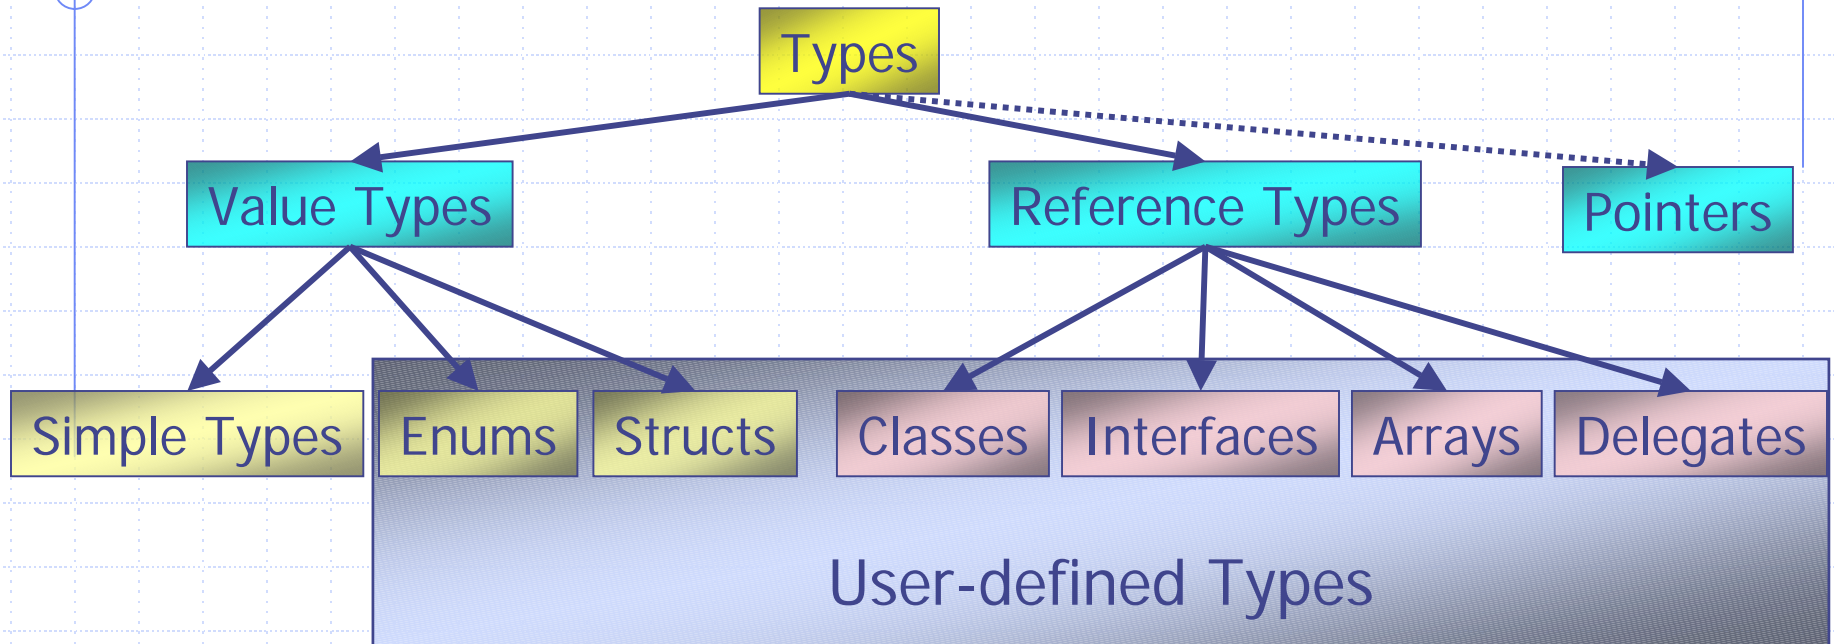 Types
Value Types
Reference Types
Pointers
Simple Types
Enums
Structs
Classes
Interfaces
Arrays
Delegates
User-defined Types